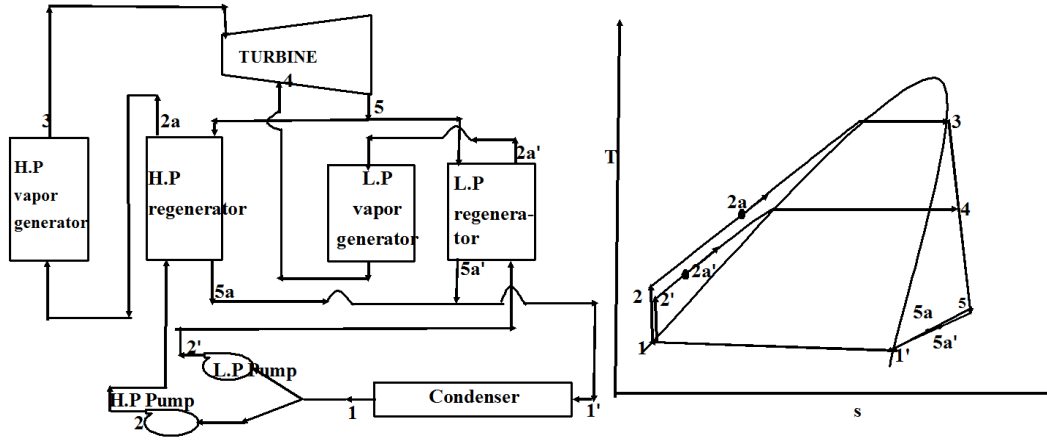 TURBINE
4
3
2a
5
H.P
vapor
generator
H.P
regenerator
L.P
vapor
generator
2a'
L.P
regenera-
tor
5a
5a'
2'
L.P Pump
H.P Pump
2
1
Condenser
1'
T
3
2a
4
2a'
2
2'
5a
5
5a'
1
1'
s